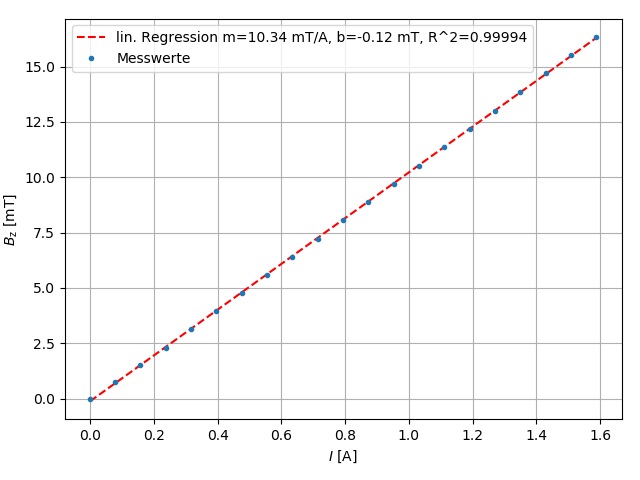 lin. Regression m=10.34 mT/A, b=-0.12 mT, R^2=0.99994
Messwerte
15.0
12.5
10.0
7.5
5.0
2.5
0.0
B_z [mT]
0.0 0.2 0.4 0.6 0.8 1.0 1.2 1.4 1.6
I [A]